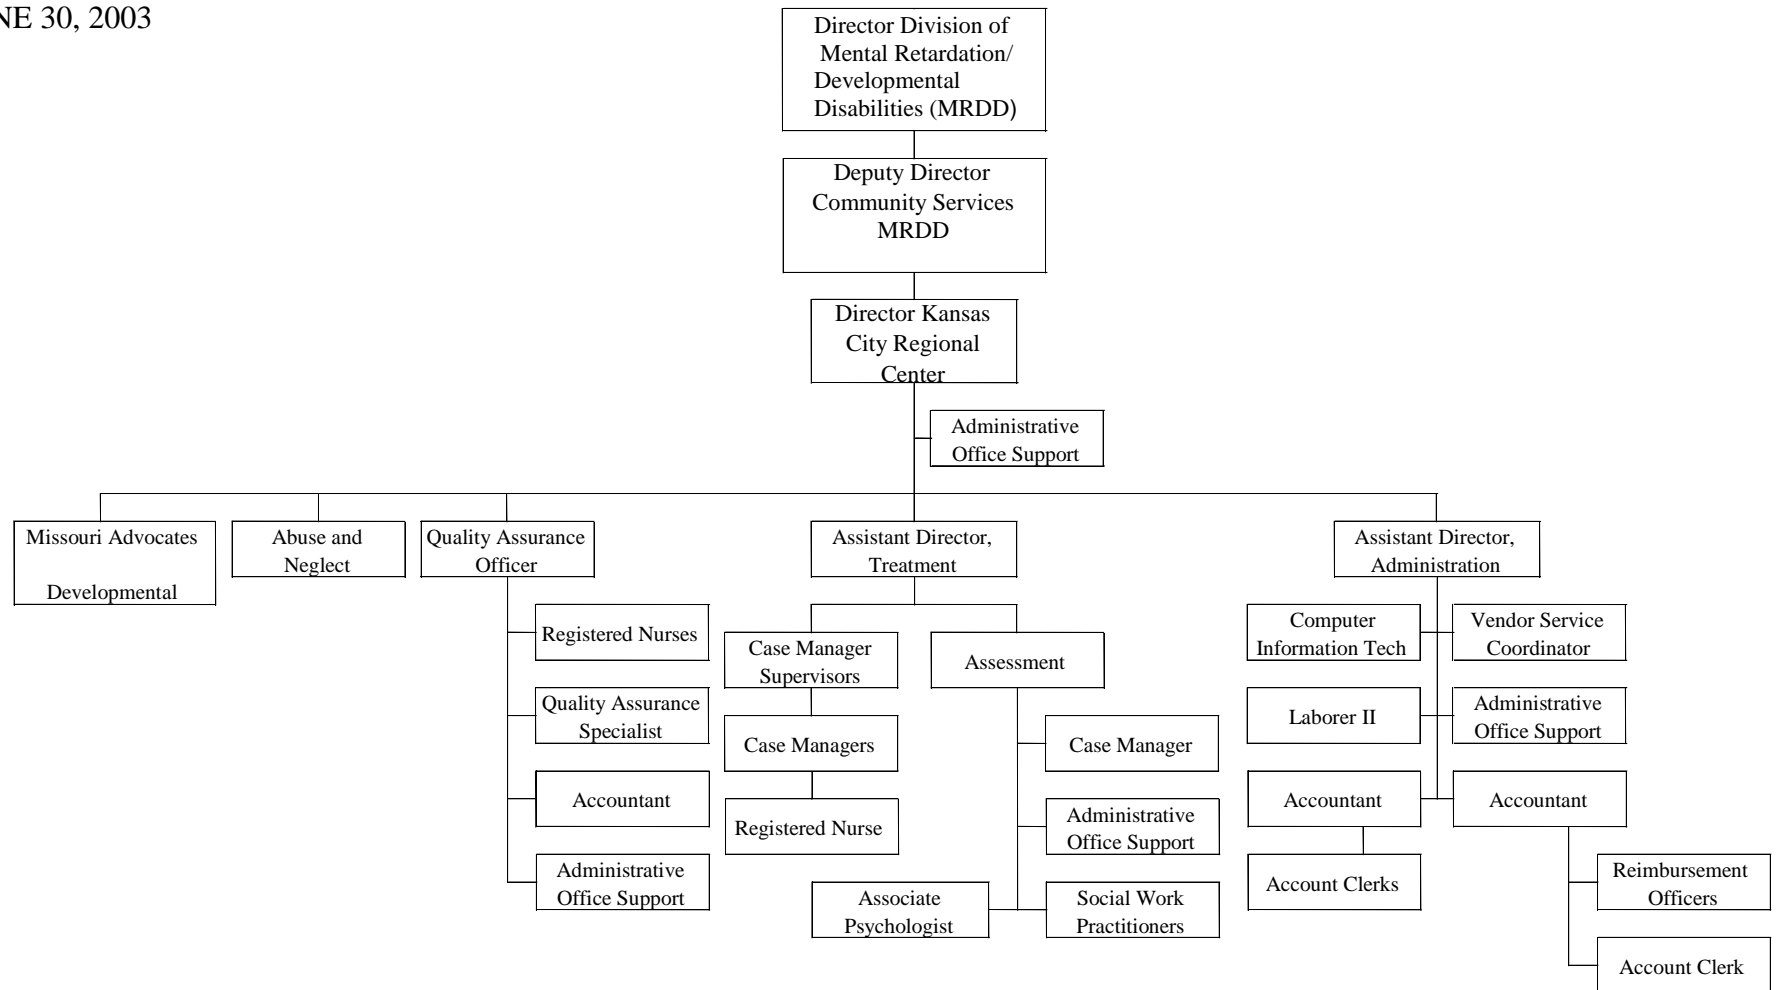 NE 30, 2003
Director Division of
Mental Retardation/
Developmental
Disabilities (MRDD)
Deputy Director
Community Services
MRDD
Director Kansas
City Regional
Center
Administrative
Office Support
Missouri Advocates
Developmental
Abuse and
Neglect
Quality Assurance
Officer
Assistant Director,
Treatment
Assistant Director,
Administration
Registered Nurses
Quality Assurance
Specialist
Accountant
Administrative
Office Support
Case Manager
Supervisors
Case Managers
Registered Nurse
Assessment
Case Manager
Administrative
Office Support
Associate
Psychologist
Social Work
Practitioners
Computer
Information Tech
Vendor Service
Coordinator
Laborer II
Administrative
Office Support
Accountant
Accountant
Account Clerks
Reimbursement
Officers
Account Clerk